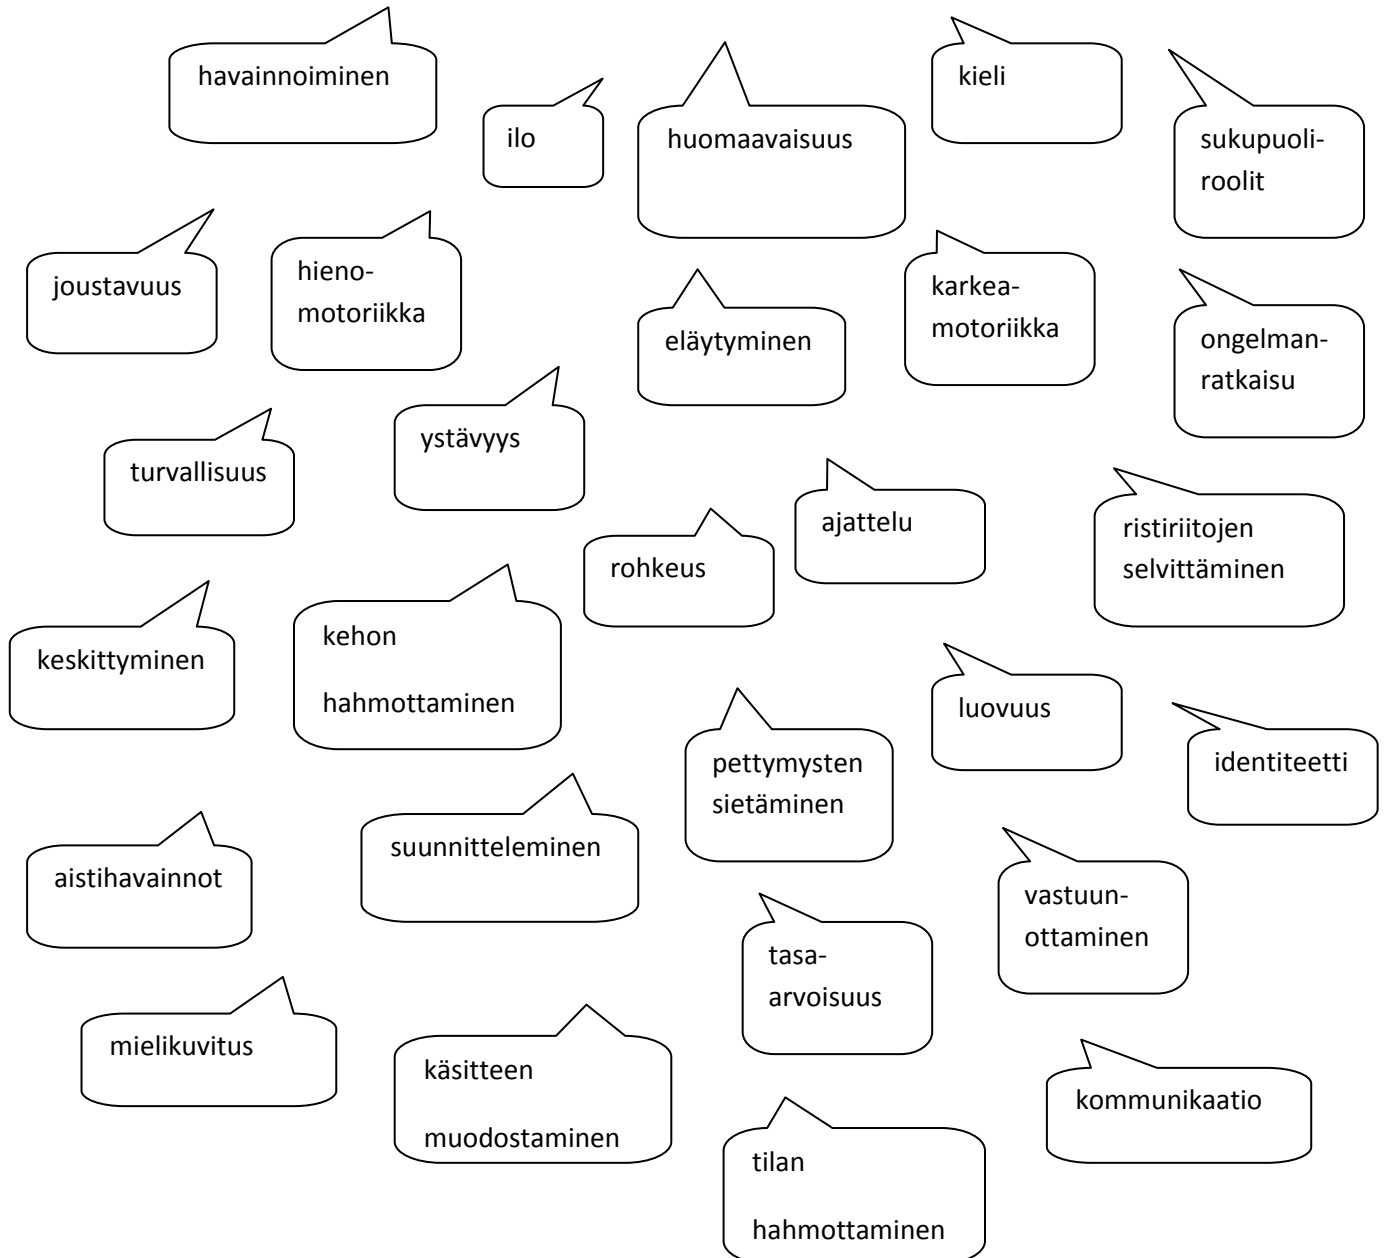 havainnoiminen
ilo
huomaavaisuus
kieli
sukupuoli-
roolit
joustavuus
hieno-
motoriikka
eläytyminen
karkea-
motoriikka
ongelman-
ratkaisu
turvallisuus
ystävyys
rohkeus
ajattelu
ristiriitojen
selvittäminen
keskittyminen
kehon
hahmottaminen
pettymysten
sietäminen
luovuus
identiteetti
aistihavainnot
suunnitteleminen
tasa-
arvoisuus
vastuun-
ottaminen
mielikuvitus
käsitteen
muodostaminen
tilan
hahmottaminen
kommunikaatio